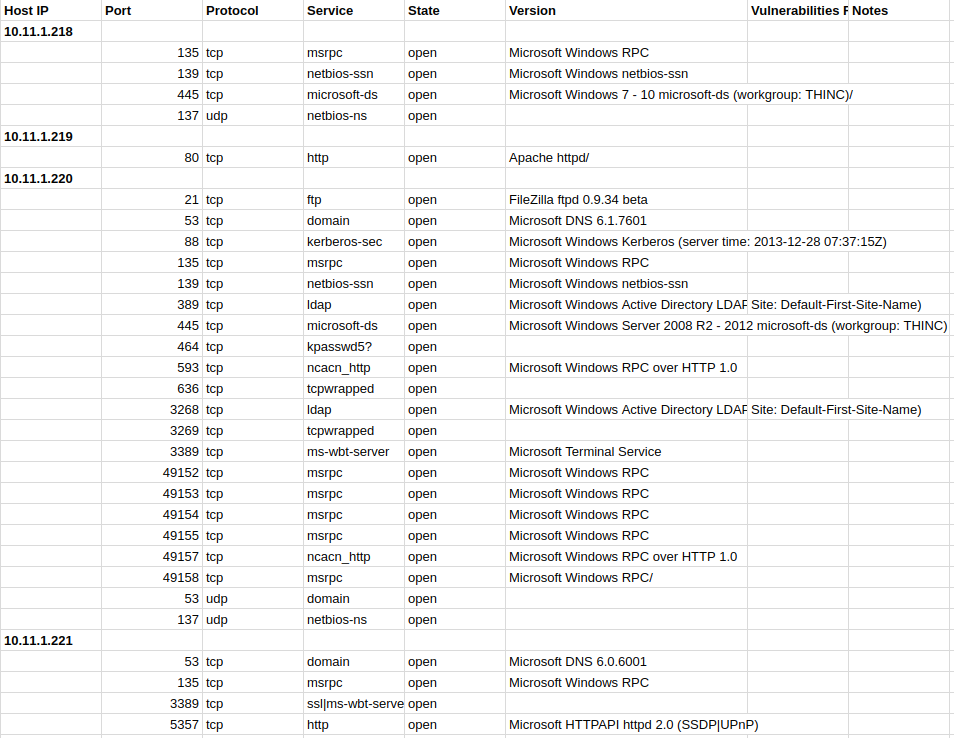 Host IP Port Protocol Service State Version Vulnerabilities F Notes
10.11.1.218
135 tcp msrpc open Microsoft Windows RPC
139 tcp netbios-ssn open Microsoft Windows netbios-ssn
445 tcp microsoft-ds open Microsoft Windows 7 - 10 microsoft-ds (workgroup: THINC)/
137 udp netbios-ns open
10.11.1.219
80 tcp http open Apache httpd/
10.11.1.220
21 tcp ftp open FileZilla ftpd 0.9.34 beta
53 tcp domain open Microsoft DNS 6.1.7601
88 tcp kerberos-sec open Microsoft Windows Kerberos (server time: 2013-12-28 07:37:15Z)
135 tcp msrpc open Microsoft Windows RPC
139 tcp netbios-ssn open Microsoft Windows netbios-ssn
389 tcp ldap open Microsoft Windows Active Directory LDAP Site: Default-First-Site-Name)
445 tcp microsoft-ds open Microsoft Windows Server 2008 R2 - 2012 microsoft-ds (workgroup: THINC)
464 tcp kpasswd5? open
593 tcp ncacn_http open Microsoft Windows RPC over HTTP 1.0
636 tcp tcpwrapped open
3268 tcp ldap open Microsoft Windows Active Directory LDAP Site: Default-First-Site-Name)
3269 tcp tcpwrapped open
3389 tcp ms-wbt-server open Microsoft Terminal Service
49152 tcp msrpc open Microsoft Windows RPC
49153 tcp msrpc open Microsoft Windows RPC
49154 tcp msrpc open Microsoft Windows RPC
49155 tcp msrpc open Microsoft Windows RPC
49157 tcp ncacn_http open Microsoft Windows RPC over HTTP 1.0
49158 tcp msrpc open Microsoft Windows RPC/
53 udp domain open
137 udp netbios-ns open
10.11.1.221
53 tcp domain open Microsoft DNS 6.0.6001
135 tcp msrpc open Microsoft Windows RPC
3389 tcp ssl|ms-wbt-serve open
5357 tcp http open Microsoft HTTPAPI httpd 2.0 (SSDP|UPnP)